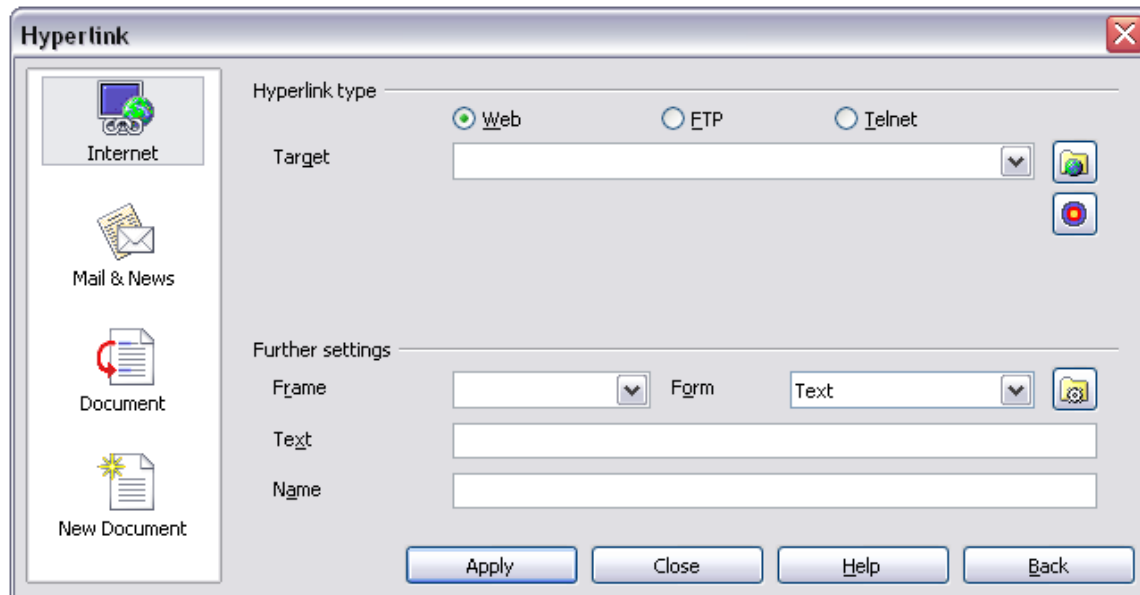 Hyperlink
Internet
Mail & News
Document
New Document
Hyperlink type
Web FTP Telnet
Target
Further settings
Frame Form Text
Text
Name
Apply Close Help Back